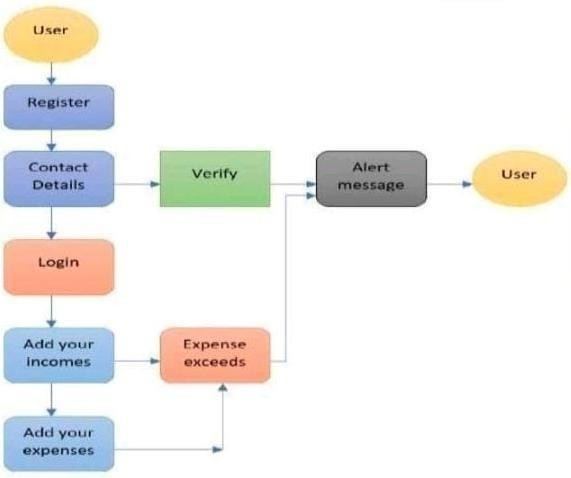 User
Register
Contact
Details
Verify
Alert
message
User
Login
Add your
incomes
Expense
exceeds
Add your
expenses